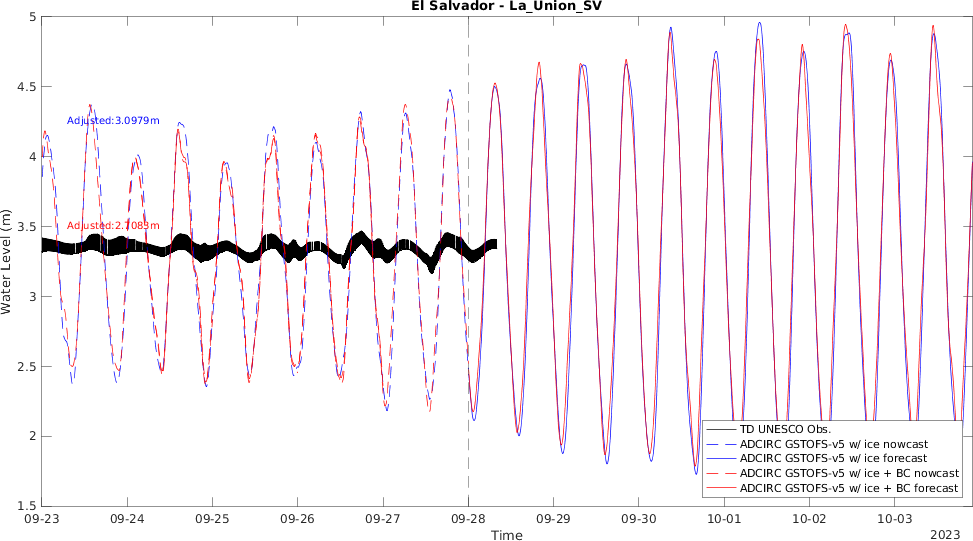 El Salvador - La_Union_SV
Water Level (m)
5
4.5
4
3.5
3
2.5
2
1.5
Adjusted:3.0979m
Adjusted:2.7083m
TD UNESCO Obs.
ADCIRC GSTOFS-v5 w/ ice nowcast
ADCIRC GSTOFS-v5 w/ ice forecast
ADCIRC GSTOFS-v5 w/ ice + BC nowcast
ADCIRC GSTOFS-v5 w/ ice + BC forecast
09-23 09-24 09-25 09-26 09-27 09-28 09-29 09-30 10-01 10-02 10-03
Time
2023